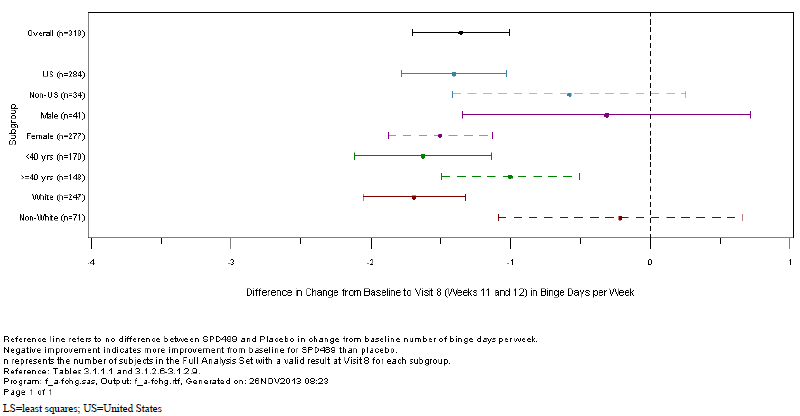 Overall (n=318)
US (n=284)
Non-US (n=34)
Male (n=41)
Female (n=277)
<40 yrs (n=170)
>=40 yrs (n=148)
White (n=247)
Non-White (n=71)
Subgroup
-4 -3 -2 -1 0 1
Difference in Change from Baseline to Visit 8 (Weeks 11 and 12) in Binge Days per Week
Reference line refers to no difference between SPD489 and Placebo in change from baseline number of binge days per week.
Negative improvement indicates more improvement from baseline for SPD489 than placebo.
n represents the number of subjects in the Full Analysis Set with a valid result at Visit 8 for each subgroup.
Reference: Tables 3.1.1.1 and 3.1.2.6-3.1.2.9.
Program: f_a-fohg.sas, Output: f_a-fohg.rtf, Generated on: 26NOV2013 09:23
Page 1 of 1
LS=least squares; US=United States